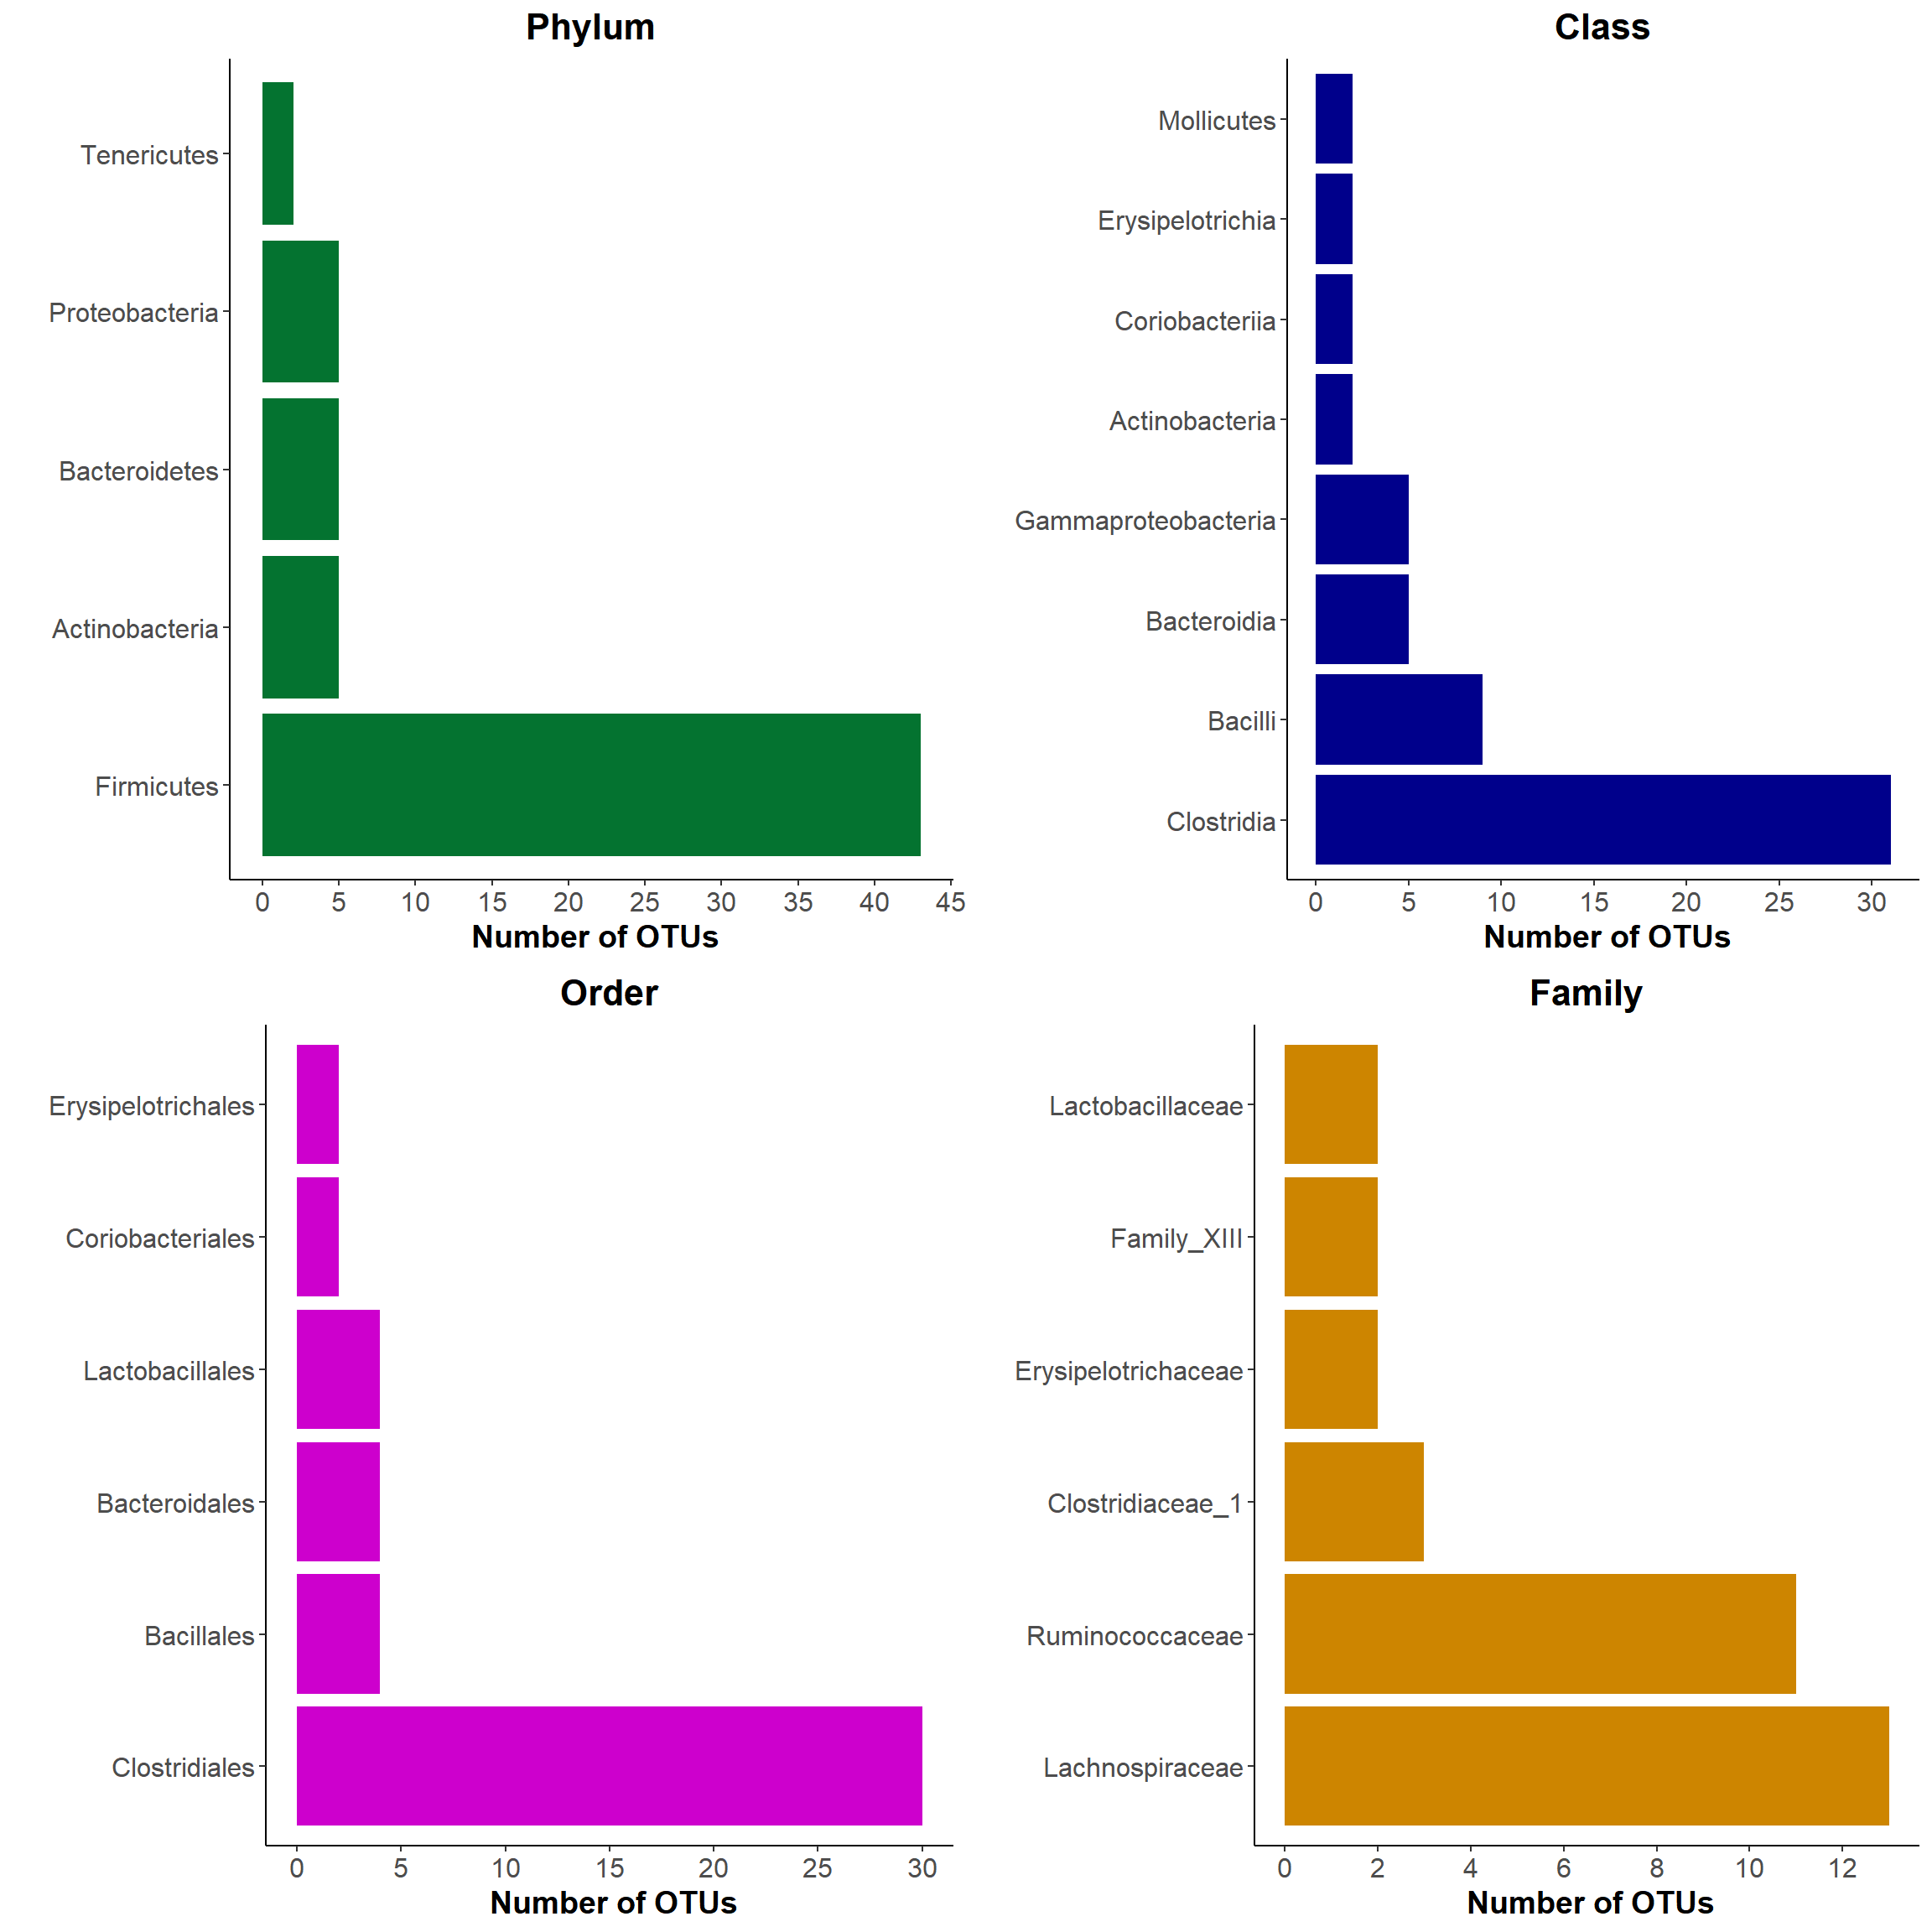 Phylum
Tenericutes
Proteobacteria
Bacteroidetes
Actinobacteria
Firmicutes
0 5 10 15 20 25 30 35 40 45
Number of OTUs
Class
Mollicutes
Erysipelotrichia
Coriobacteriia
Actinobacteria
Gammaproteobacteria
Bacteroidia
Bacilli
Clostridia
0 5 10 15 20 25 30
Number of OTUs
Order
Erysipelotrichales
Coriobacteriales
Lactobacillales
Bacteroidales
Bacillales
Clostridiales
0 5 10 15 20 25 30
Number of OTUs
Family
Lactobacillaceae
Family_XIII
Erysipelotrichaceae
Clostridiaceae_1
Ruminococcaceae
Lachnospiraceae
0 2 4 6 8 10 12
Number of OTUs